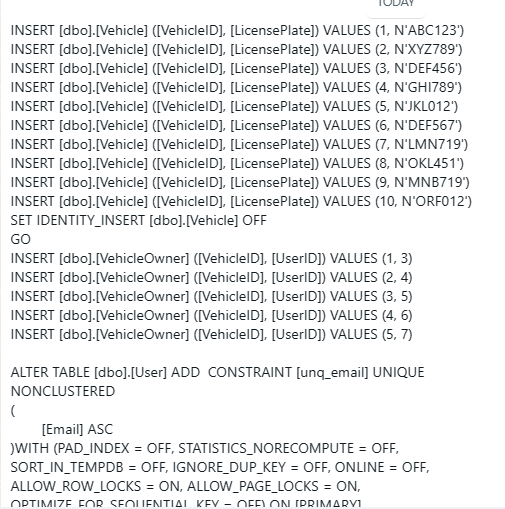 TODAY
INSERT [dbo].[Vehicle] ([VehicleID], [LicensePlate]) VALUES (1, N'ABC123')
INSERT [dbo].[Vehicle] ([VehicleID], [LicensePlate]) VALUES (2, N'XYZ789')
INSERT [dbo].[Vehicle] ([VehicleID], [LicensePlate]) VALUES (3, N'DEF456')
INSERT [dbo].[Vehicle] ([VehicleID], [LicensePlate]) VALUES (4, N'GHI789')
INSERT [dbo].[Vehicle] ([VehicleID], [LicensePlate]) VALUES (5, N'JKL012')
INSERT [dbo].[Vehicle] ([VehicleID], [LicensePlate]) VALUES (6, N'DEF567')
INSERT [dbo].[Vehicle] ([VehicleID], [LicensePlate]) VALUES (7, N'LMN719')
INSERT [dbo].[Vehicle] ([VehicleID], [LicensePlate]) VALUES (8, N'OKL451')
INSERT [dbo].[Vehicle] ([VehicleID], [LicensePlate]) VALUES (9, N'MNB719')
INSERT [dbo].[Vehicle] ([VehicleID], [LicensePlate]) VALUES (10, N'ORF012')
SET IDENTITY_INSERT [dbo].[Vehicle] OFF
GO
INSERT [dbo].[VehicleOwner] ([VehicleID], [UserID]) VALUES (1, 3)
INSERT [dbo].[VehicleOwner] ([VehicleID], [UserID]) VALUES (2, 4)
INSERT [dbo].[VehicleOwner] ([VehicleID], [UserID]) VALUES (3, 5)
INSERT [dbo].[VehicleOwner] ([VehicleID], [UserID]) VALUES (4, 6)
INSERT [dbo].[VehicleOwner] ([VehicleID], [UserID]) VALUES (5, 7)
ALTER TABLE [dbo].[User] ADD  CONSTRAINT [unq_email] UNIQUE
NONCLUSTERED
(
[Email] ASC
)WITH (PAD_INDEX = OFF, STATISTICS_NORECOMPUTE = OFF,
SORT_IN_TEMPDB = OFF, IGNORE_DUP_KEY = OFF, ONLINE = OFF,
ALLOW_ROW_LOCKS = ON, ALLOW_PAGE_LOCKS = ON,
OPTIMIZE_FOR_SEQUENTIAL_KEY = OFF) ON [PRIMARY]